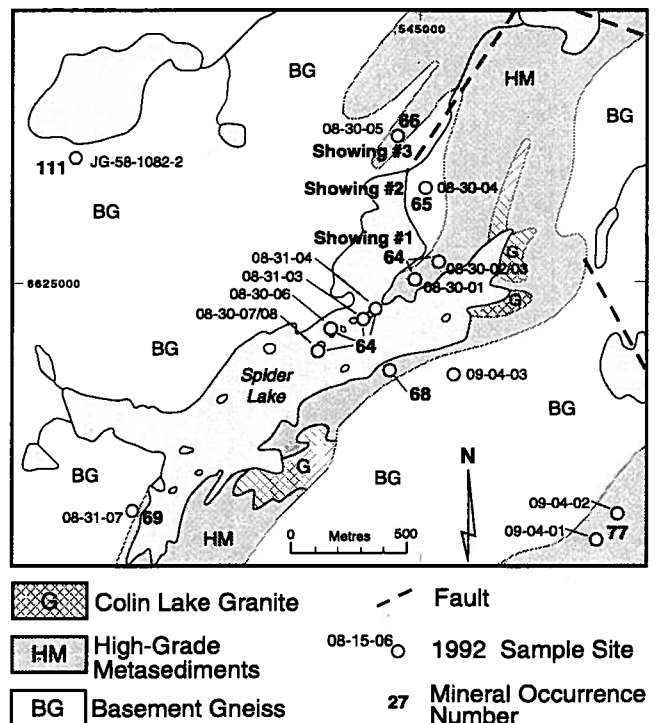 545000
BG
HM
BG
66
08-30-05
Showing #3
111
JG-58-1082-2
Showing #2
65
08-30-04
BG
Showing #1
64
08-31-04
08-30-02/03
G
6625000
08-31-03
08-30-01
08-30-06
G
08-30-07/08
64
BG
Spider
Lake
68
09-04-03
BG
N
BG
G
BG
09-04-02
08-31-07
69
09-04-01
77
HM
Metres
0
500
G
Colin Lake Granite
Fault
HM
High-Grade
Metasediments
08-15-06
1992 Sample Site
BG
Basement Gneiss
27
Mineral Occurrence
Number